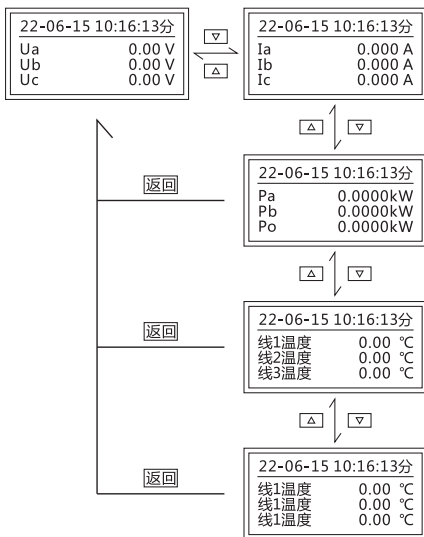 22-06-15 10:16:13分
Ua 0.00 V
Ub 0.00 V
Uc 0.00 V
22-06-15 10:16:13分
Ia 0.000 A
Ib 0.000 A
Ic 0.000 A
返回
22-06-15 10:16:13分
Pa 0.0000kW
Pb 0.0000kW
Po 0.0000kW
返回
22-06-15 10:16:13分
线1温度 0.00 ℃
线2温度 0.00 ℃
线3温度 0.00 ℃
返回
22-06-15 10:16:13分
线1温度 0.00 ℃
线1温度 0.00 ℃
线1温度 0.00 ℃